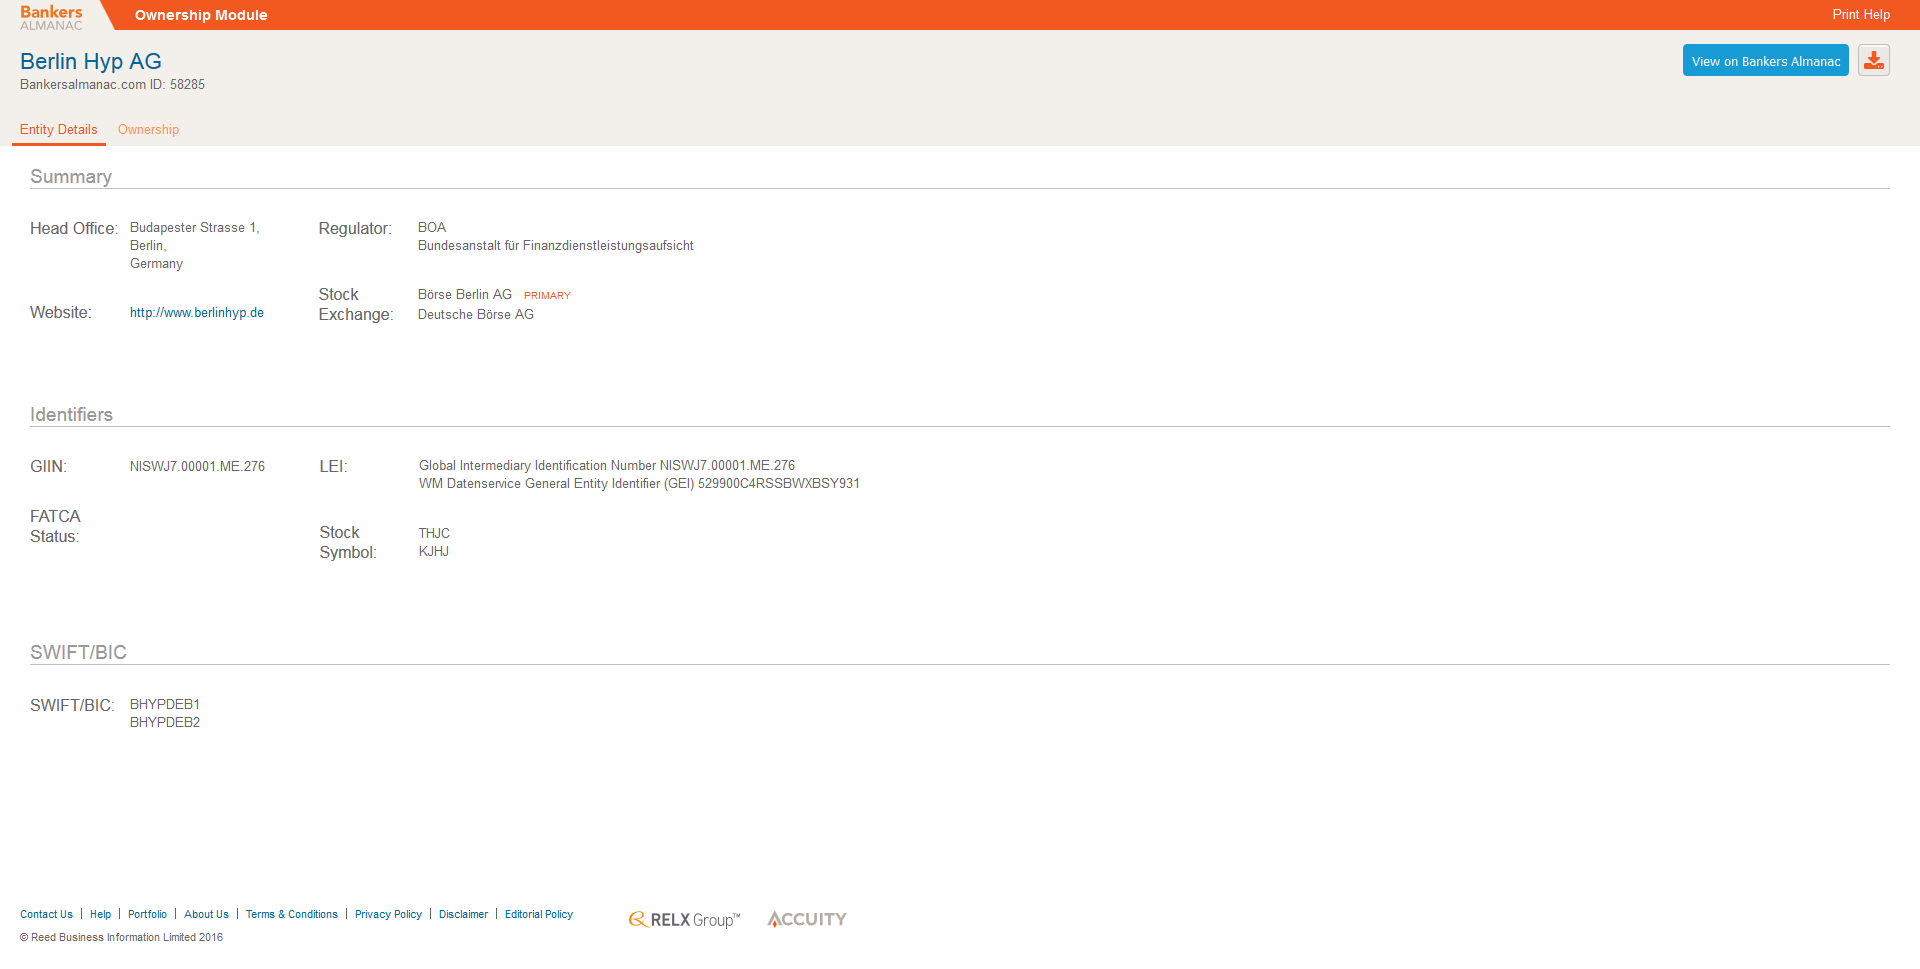 Bankers
ALMANAC
Ownership Module
Print Help
Berlin Hyp AG
Bankersalmanac.com ID: 58285
View on Bankers Almanac
Entity Details
Ownership
Summary
Head Office:
Budapester Strasse 1,
Berlin,
Germany
Regulator:
BOA
Bundesanstalt für Finanzdienstleistungsaufsicht
Website:
http://www.berlinhyp.de
Stock
Exchange:
Börse Berlin AG PRIMARY
Deutsche Börse AG
Identifiers
GIIN:
NISWJ7.00001.ME.276
LEI:
Global Intermediary Identification Number NISWJ7.00001.ME.276
WM Datenservice General Entity Identifier (GEI) 529900C4RSSBWXBSY931
FATCA
Status:
Stock
Symbol:
THJC
KJHJ
SWIFT/BIC
SWIFT/BIC:
BHYPDEB1
BHYPDEB2
Contact Us | Help | Portfolio | About Us | Terms & Conditions | Privacy Policy | Disclaimer | Editorial Policy
RELX Group™
ACCUITY
© Reed Business Information Limited 2016